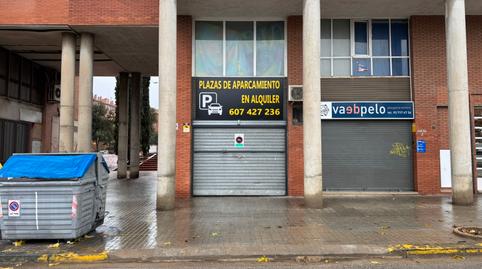 PLAZAS DE APARCAMIENTO
P
EN ALQUILER
607 427 236
vaebpelo